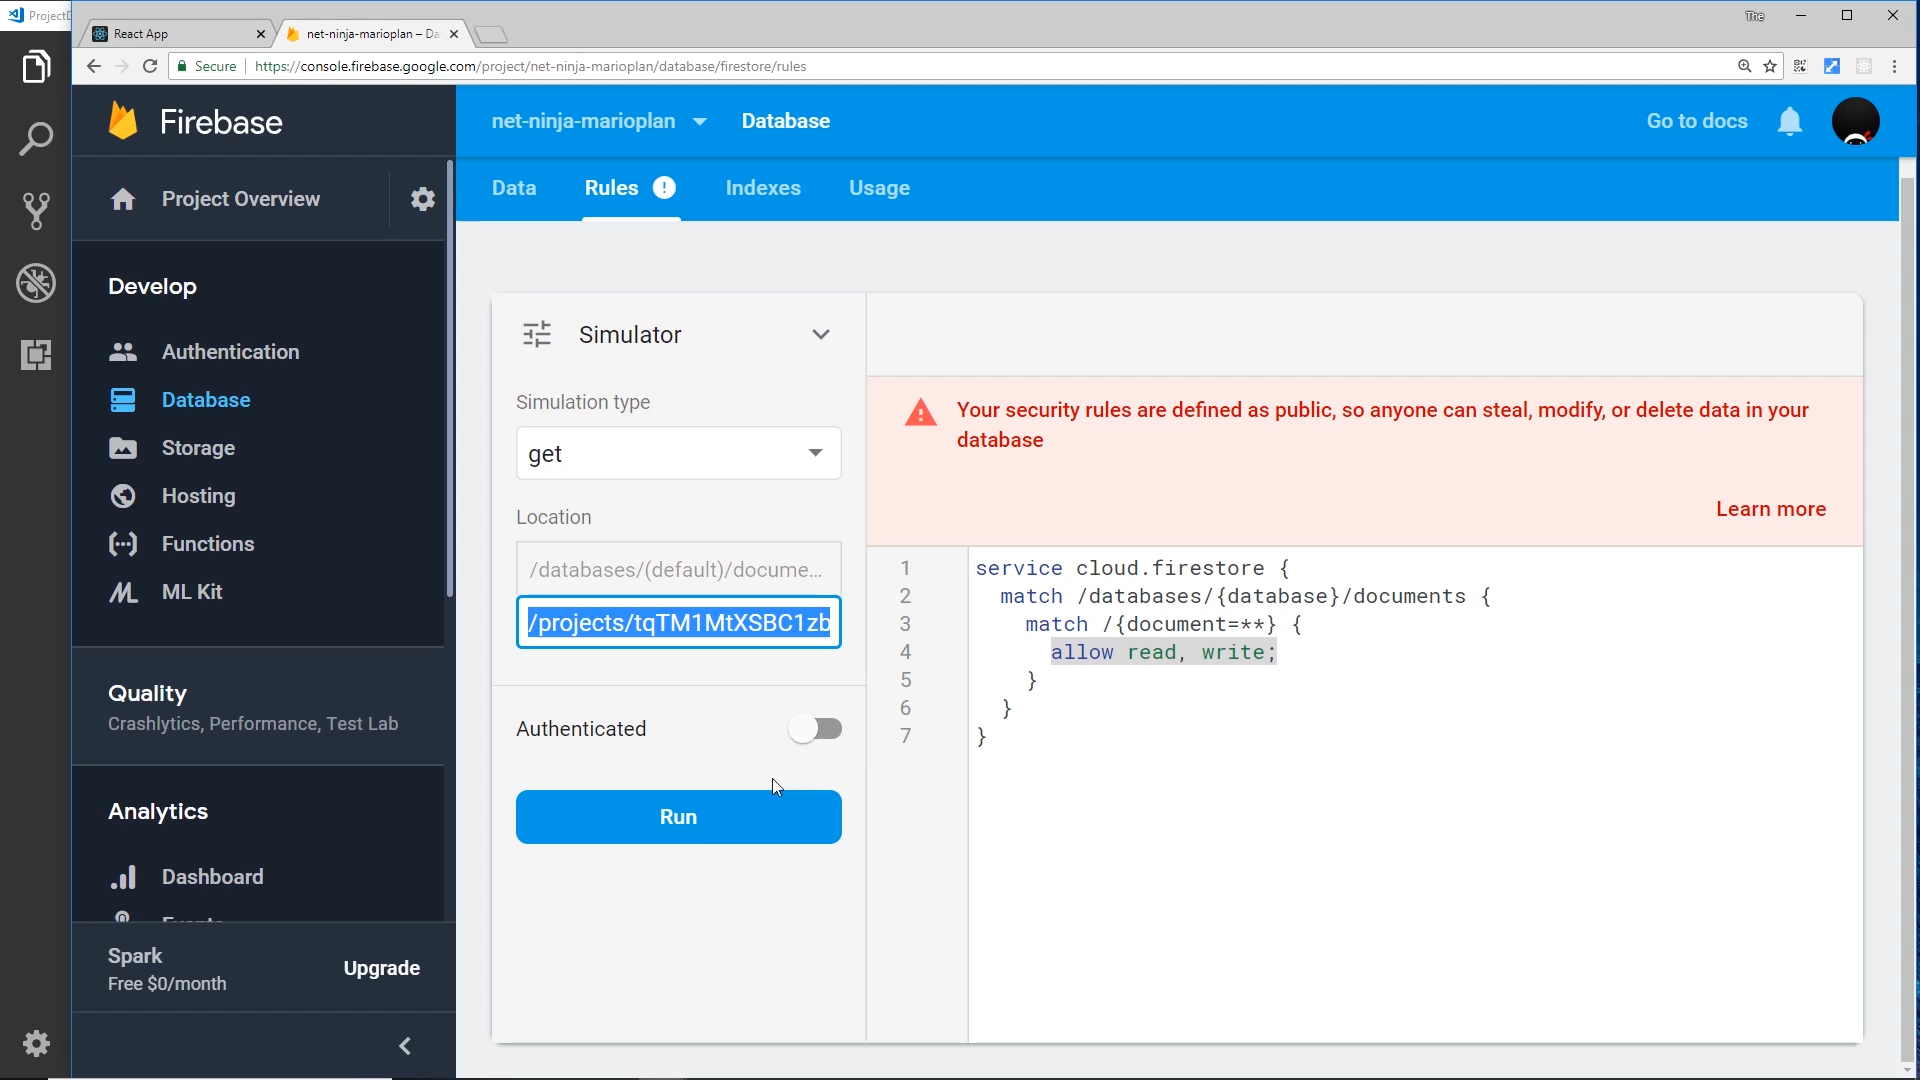 ProjectD
The
React App
net-ninja-marioplan – Da
Secure
https://console.firebase.google.com/project/net-ninja-marioplan/database/firestore/rules
Firebase
net-ninja-marioplan
Database
Go to docs
Project Overview
Data
Rules
Indexes
Usage
Develop
Authentication
Database
Storage
Hosting
Functions
ML Kit
Quality
Crashlytics, Performance, Test Lab
Analytics
Dashboard
Spark
Free $0/month
Upgrade
Simulator
Simulation type
get
Location
/databases/(default)/docume...
/projects/tqTM1MtXSBC1zb
Authenticated
Run
Your security rules are defined as public, so anyone can steal, modify, or delete data in your
database
Learn more
1 service cloud.firestore {
2 match /databases/{database}/documents {
3 match /{document=**} {
4 allow read, write;
5 }
6 }
7 }